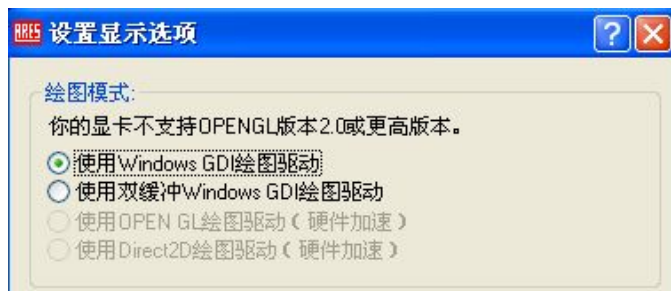 ARES 设置显示选项
绘图模式:
你的显卡不支持OPENGL版本2.0或更高版本。
使用Windows GDI绘图驱动
使用双缓冲Windows GDI绘图驱动
使用OPEN GL绘图驱动(硬件加速)
使用Direct2D绘图驱动(硬件加速)